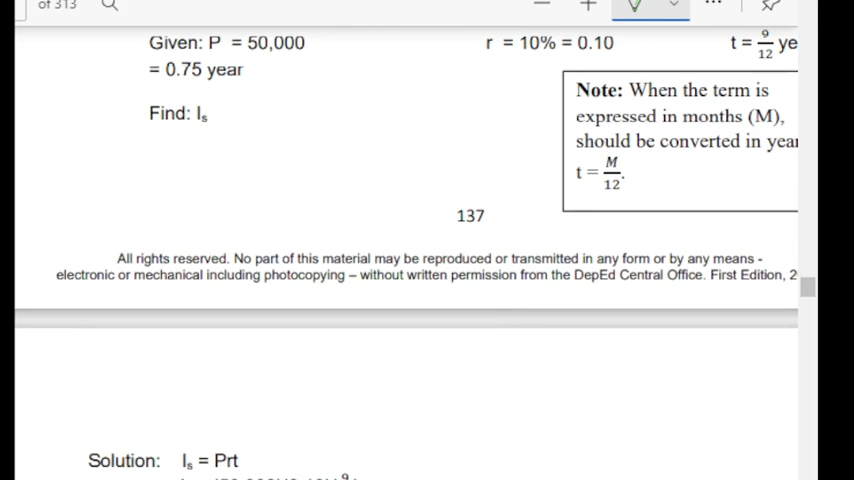 of 313
Given: P = 50,000 r = 10% = 0.10 t = 9/12 ye
= 0.75 year
Find: Is
Note: When the term is
expressed in months (M),
should be converted in year
t = M/12.
137
All rights reserved. No part of this material may be reproduced or transmitted in any form or by any means -
electronic or mechanical including photocopying – without written permission from the DepEd Central Office. First Edition, 2
Solution: Is = Prt